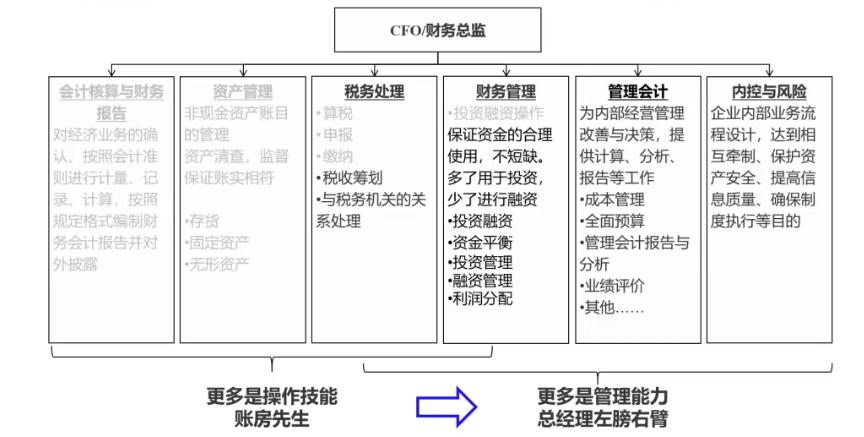 CFO/财务总监
会计核算与财务
报告
对经济业务的确
认、按照会计准
则进行计量、记
录、计算，按照
规定格式编制财
务会计报告并对
外披露
资产管理
非现金资产账目
的管理
资产清查，监督
保证账实相符
•存货
•固定资产
•无形资产
税务处理
•算税
•申报
•缴纳
•税收筹划
•与税务机关的关
系处理
财务管理
•投资融资操作
保证资金的合理
使用，不短缺。
多了用于投资，
少了进行融资
•投资融资
•资金平衡
•投资管理
•融资管理
•利润分配
管理会计
为内部经营管理
改善与决策，提
供计算、分析、
报告等工作
•成本管理
•全面预算
•管理会计报告与
分析
•业绩评价
•其他……
内控与风险
企业内部业务流
程设计，达到相
互牵制、保护资
产安全、提高信
息质量、确保制
度执行等目的
更多是操作技能
账房先生
更多是管理能力
总经理左膀右臂